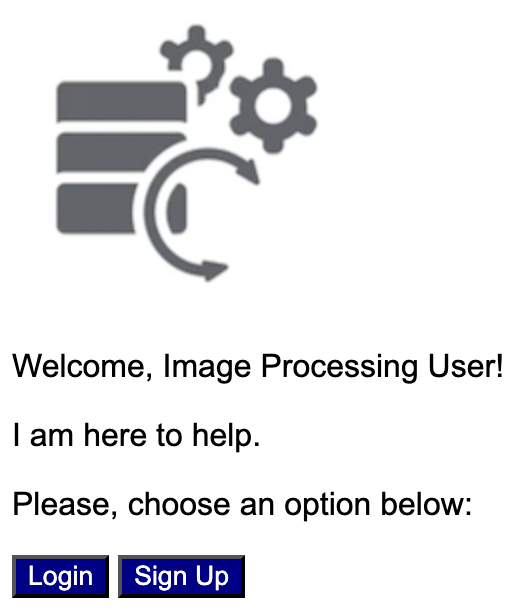 Welcome, Image Processing User!
I am here to help.
Please, choose an option below:
Login Sign Up